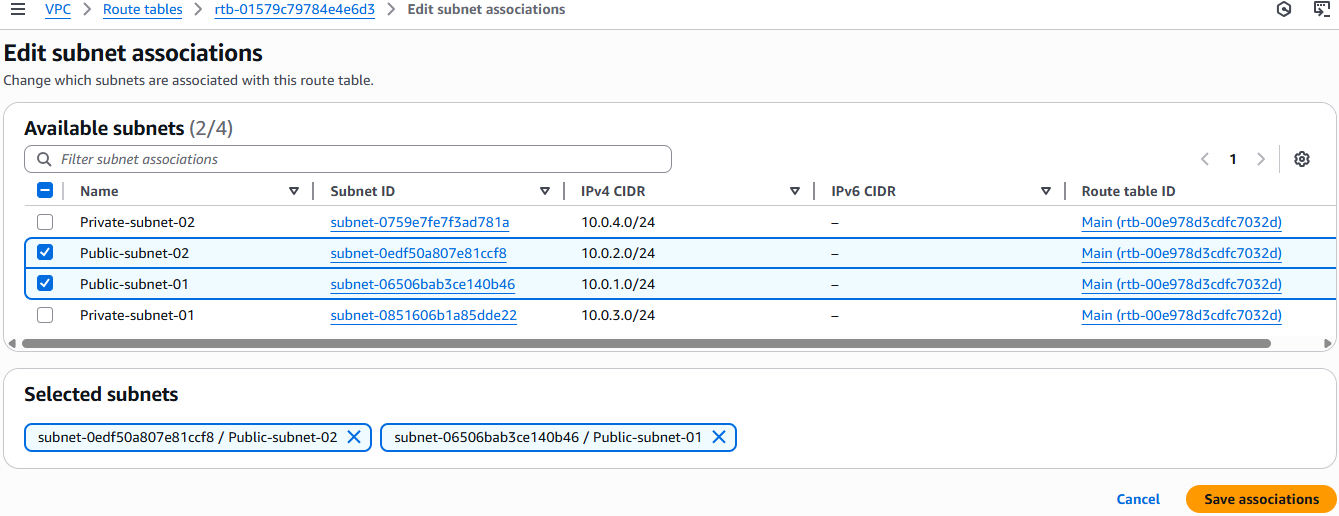 VPC > Route tables > rtb-01579c79784e4e6d3 > Edit subnet associations
Edit subnet associations
Change which subnets are associated with this route table.
Available subnets (2/4)
Filter subnet associations
1
Name Subnet ID IPv4 CIDR IPv6 CIDR Route table ID
Private-subnet-02 subnet-0759e7fe7f3ad781a 10.0.4.0/24 – Main (rtb-00e978d3cdfc7032d)
Public-subnet-02 subnet-0edf50a807e81ccf8 10.0.2.0/24 – Main (rtb-00e978d3cdfc7032d)
Public-subnet-01 subnet-06506bab3ce140b46 10.0.1.0/24 – Main (rtb-00e978d3cdfc7032d)
Private-subnet-01 subnet-0851606b1a85dde22 10.0.3.0/24 – Main (rtb-00e978d3cdfc7032d)
Selected subnets
subnet-0edf50a807e81ccf8 / Public-subnet-02 subnet-06506bab3ce140b46 / Public-subnet-01
Cancel Save associations